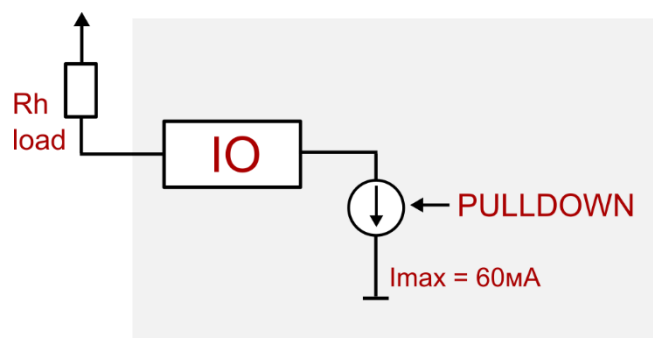 Rh
load
IO
PULLDOWN
Imax = 60мА